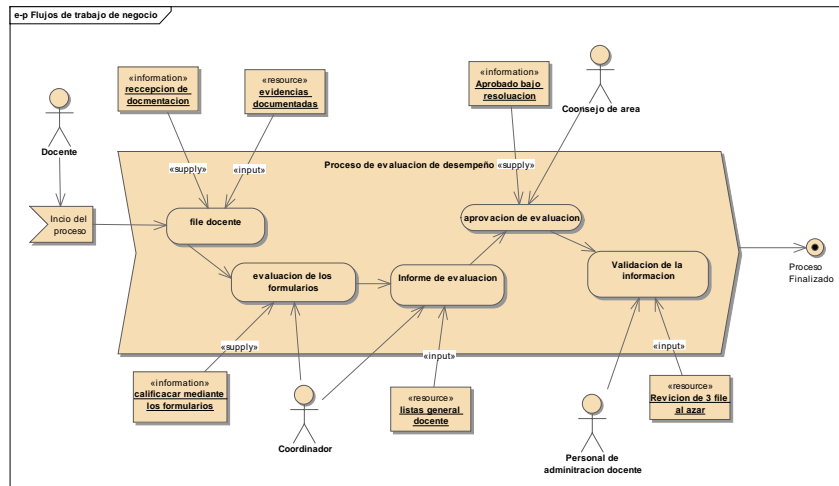 e-p Flujos de trabajo de negocio
«information»
reccepcion de
docmentacion
«resource»
evidencias
documentadas
«information»
Aprobado bajo
resoluacion
Coonsejo de area
Docente
Proceso de evaluacion de desempeño
«supply»
«input»
«supply»
Incio del
proceso
file docente
aprovacion de evaluacion
evaluacion de los
formularios
Informe de evaluacion
Validacion de la
informacion
Proceso
Finalizado
«supply»
«input»
«input»
«information»
calificacar mediante
los formularios
Coordinador
«resource»
listas general
docente
Personal de
adminitracion docente
«resource»
Revicion de 3 file
al azar